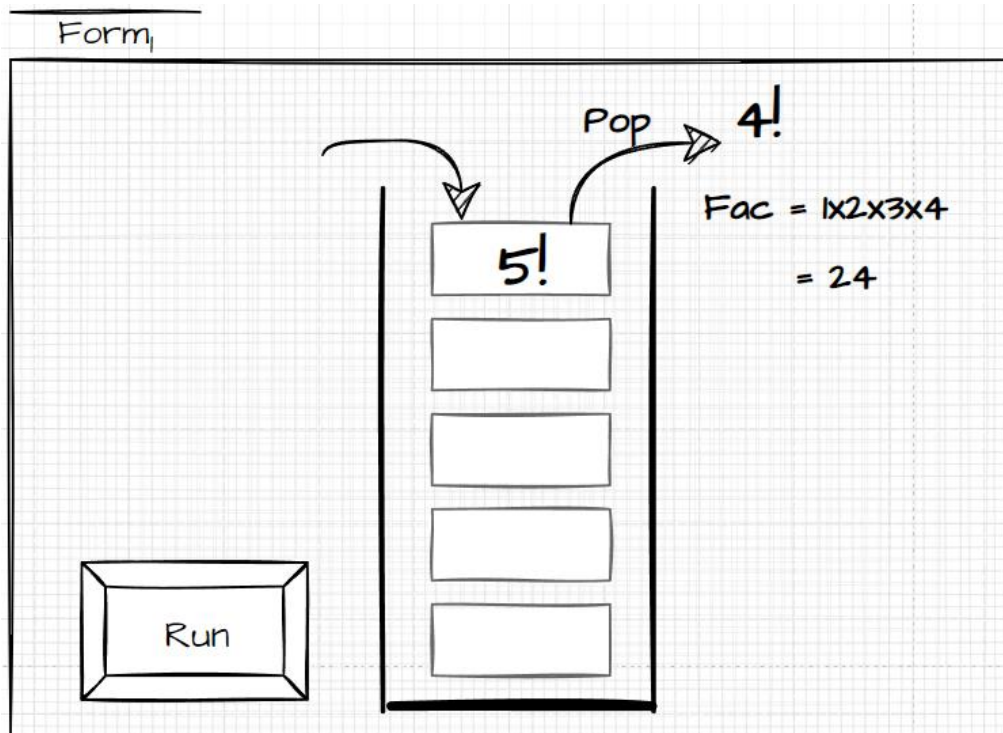 Form1
Pop
4!
Fac = 1x2x3x4
= 24
5!
Run